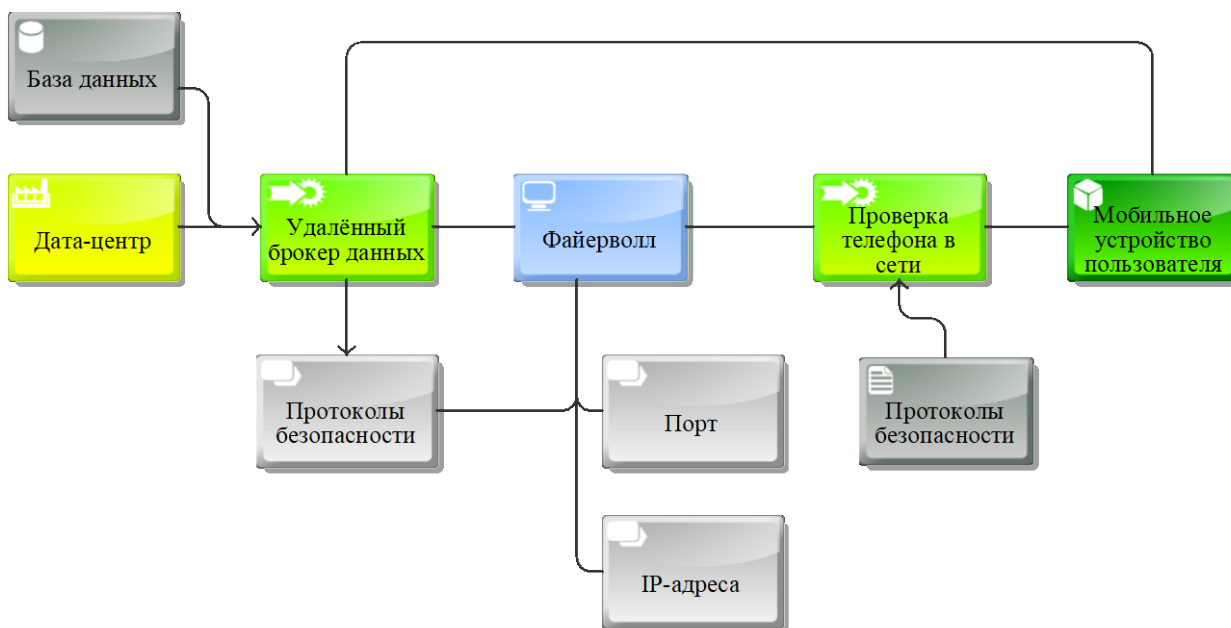 База данных
Дата-центр
Удалённый
брокер данных
Файерволл
Проверка
телефона в
сети
Мобильное
устройство
пользователя
Протоколы
безопасности
Порт
Протоколы
безопасности
IP-адреса